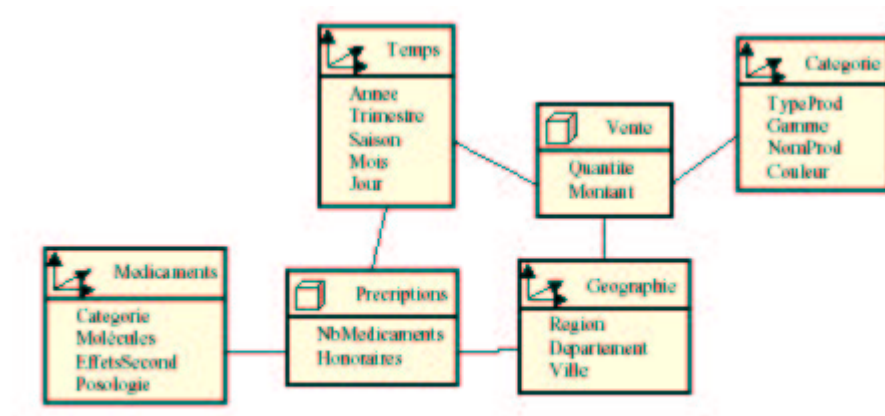 Temps
Annee
Trimestre
Saison
Mois
Jour
Categorie
TypeProd
Gamme
NomProd
Couleur
Vente
Quantite
Montant
Medicaments
Categorie
Molécules
EffetsSecond
Posologie
Precriptions
NbMedicaments
Honoraires
Geographie
Region
Departement
Ville